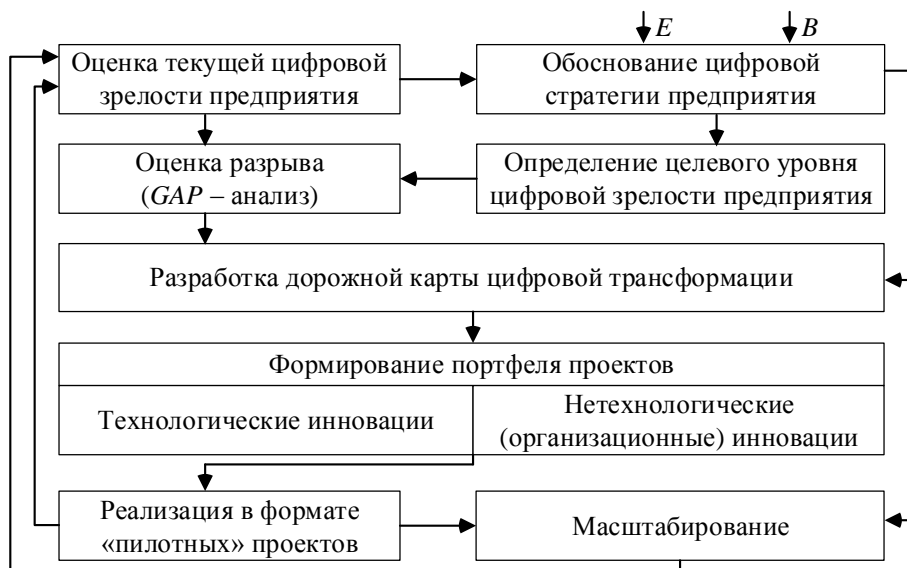 E
B
Оценка текущей цифровой
зрелости предприятия
Обоснование цифровой
стратегии предприятия
Оценка разрыва
(GAP – анализ)
Определение целевого уровня
цифровой зрелости предприятия
Разработка дорожной карты цифровой трансформации
Формирование портфеля проектов
Технологические инновации
Нетехнологические
(организационные) инновации
Реализация в формате
«пилотных» проектов
Масштабирование